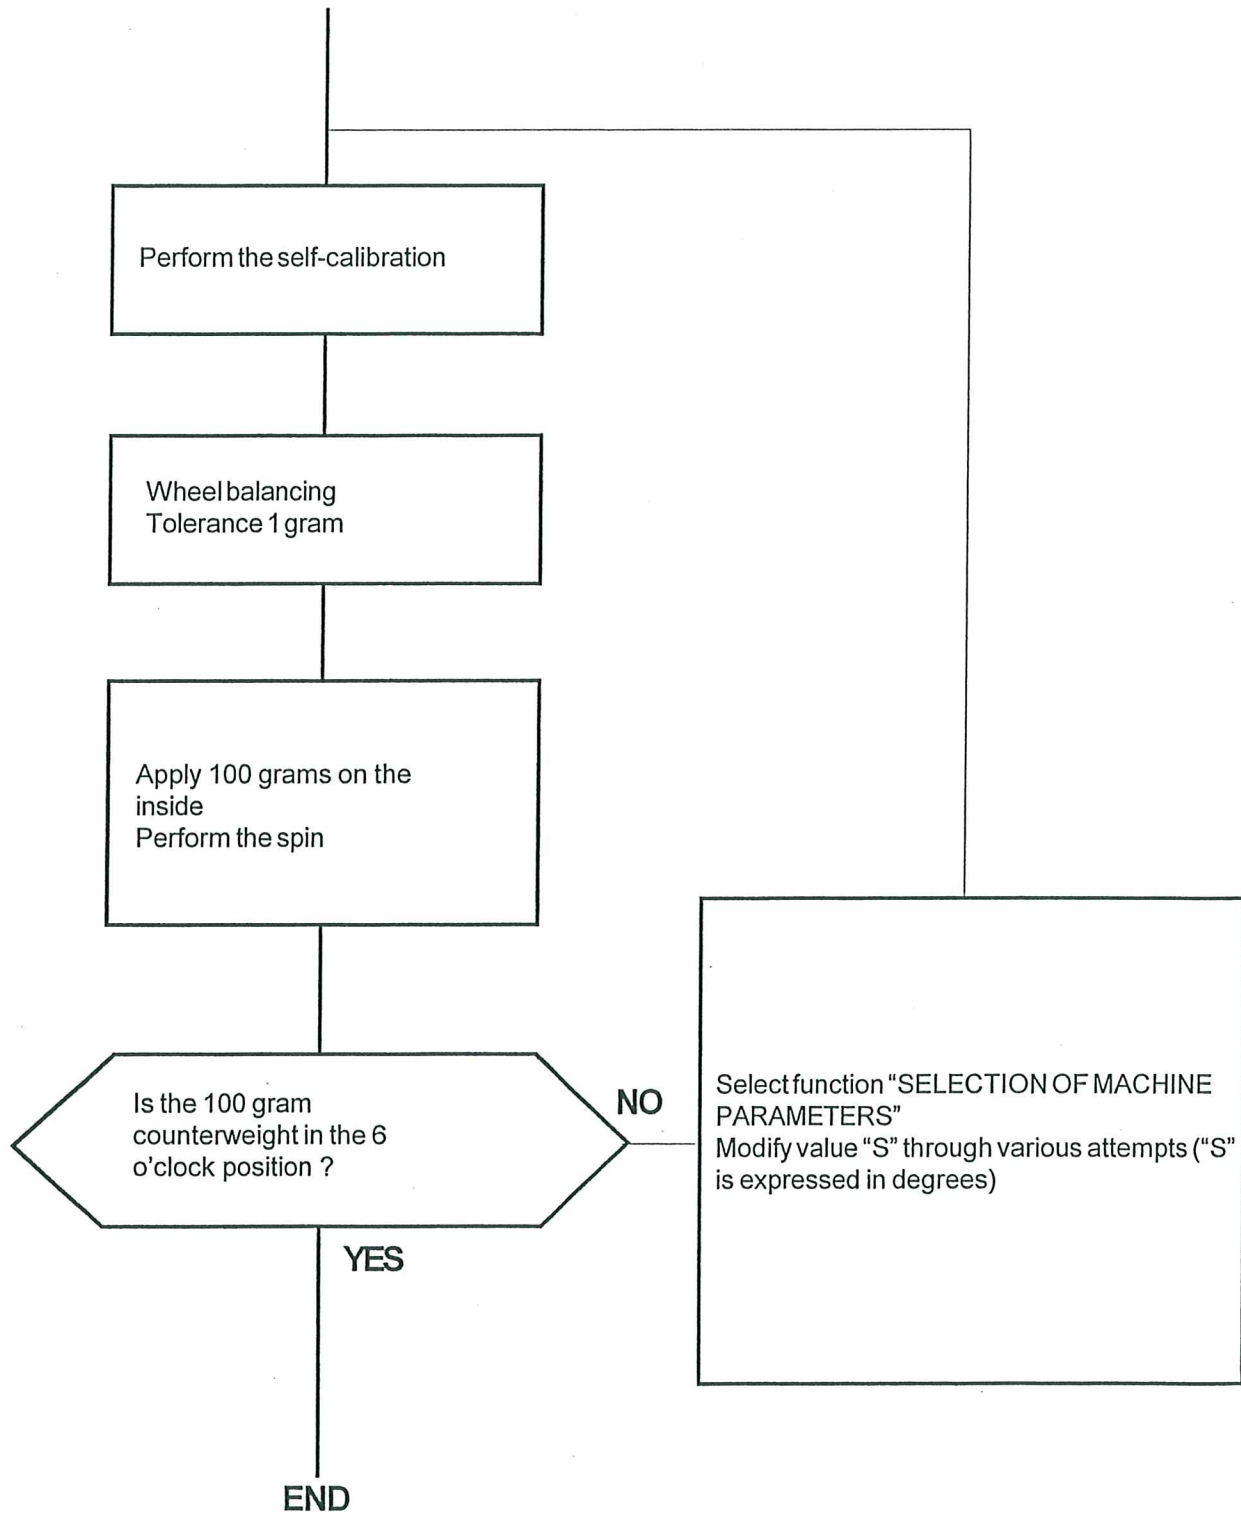 Perform the self-calibration
Wheel balancing
Tolerance 1 gram
Apply 100 grams on the
inside
Perform the spin
Is the 100 gram
counterweight in the 6
o'clock position ?
NO
Select function “SELECTION OF MACHINE
PARAMETERS”
Modify value “S” through various attempts (“S”
is expressed in degrees)
YES
END